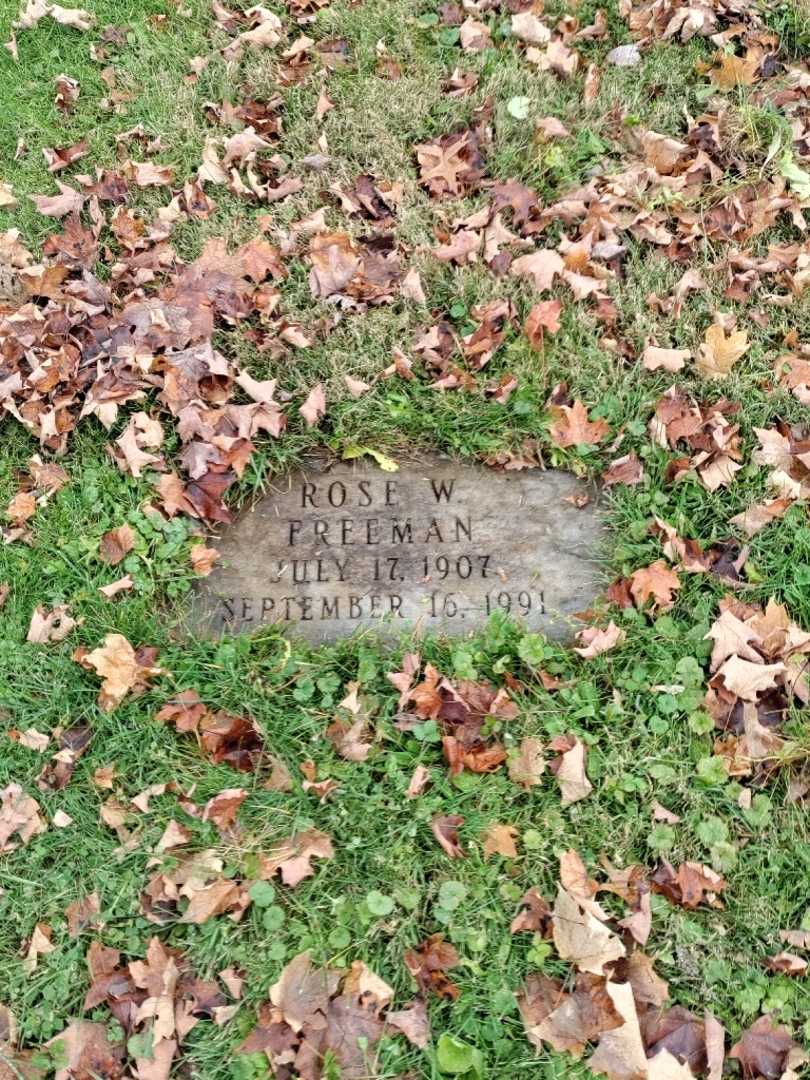 ROSE W.
FREEMAN
JULY 17, 1907
SEPTEMBER 16, 1991